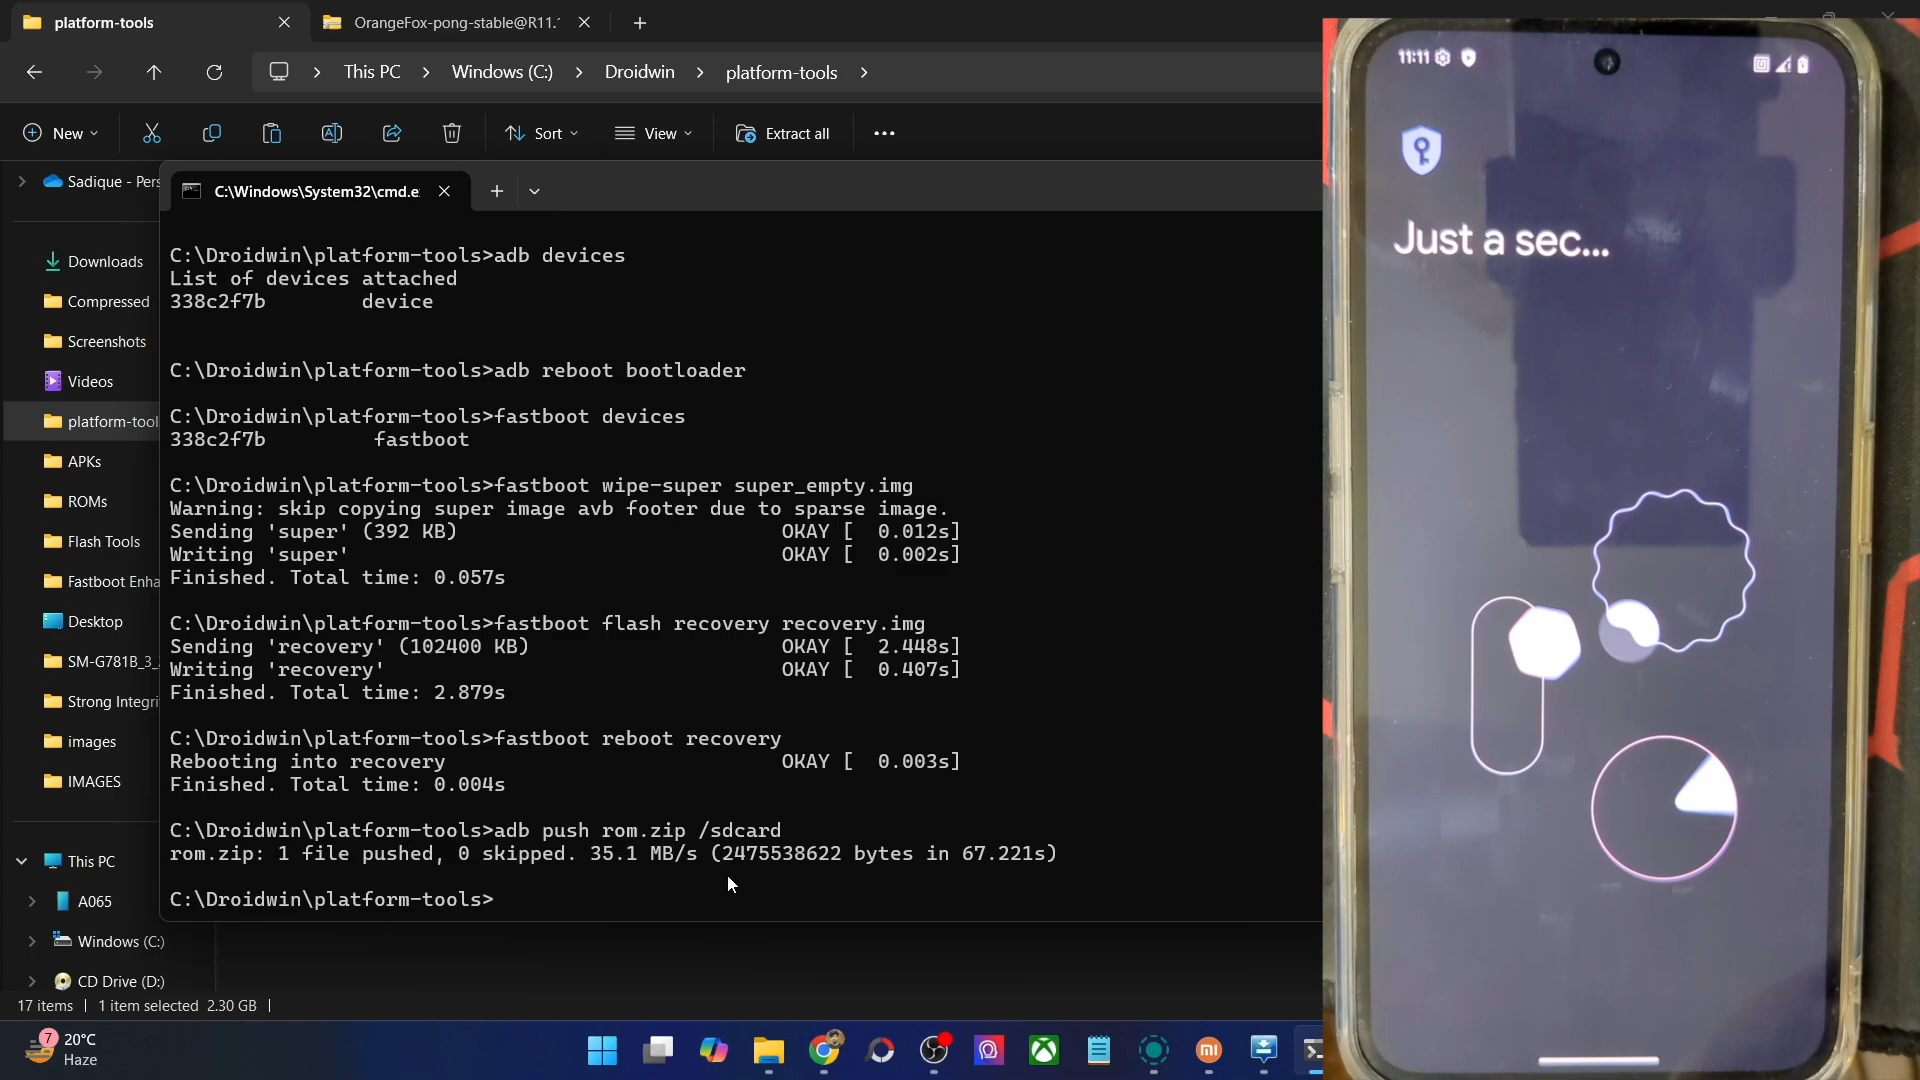 platform-tools
OrangeFox-pong-stable@R11.
This PC
Windows (C:)
Droidwin
platform-tools
New
Sort
View
Extract all
Sadique - Pers
C:\Windows\System32\cmd.e
Downloads
Compressed
Screenshots
Videos
platform-tool
APKs
ROMs
Flash Tools
Fastboot Enha
Desktop
SM-G781B_3_
Strong Integri
images
IMAGES
This PC
A065
Windows (C:)
CD Drive (D:)
C:\Droidwin\platform-tools>adb devices
List of devices attached
338c2f7b        device
C:\Droidwin\platform-tools>adb reboot bootloader
C:\Droidwin\platform-tools>fastboot devices
338c2f7b         fastboot
C:\Droidwin\platform-tools>fastboot wipe-super super_empty.img
Warning: skip copying super image avb footer due to sparse image.
Sending 'super' (392 KB)                           OKAY [  0.012s]
Writing 'super'                                    OKAY [  0.002s]
Finished. Total time: 0.057s
C:\Droidwin\platform-tools>fastboot flash recovery recovery.img
Sending 'recovery' (102400 KB)                     OKAY [  2.448s]
Writing 'recovery'                                 OKAY [  0.407s]
Finished. Total time: 2.879s
C:\Droidwin\platform-tools>fastboot reboot recovery
Rebooting into recovery                            OKAY [  0.003s]
Finished. Total time: 0.004s
C:\Droidwin\platform-tools>adb push rom.zip /sdcard
rom.zip: 1 file pushed, 0 skipped. 35.1 MB/s (2475538622 bytes in 67.221s)
C:\Droidwin\platform-tools>
17 items | 1 item selected 2.30 GB |
7
20°C
Haze
11:11
Just a sec...